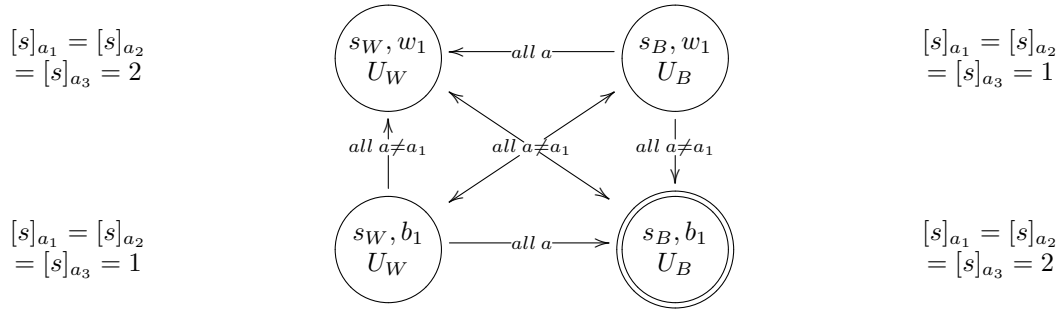 [s]_{a_1} = [s]_{a_2}
= [s]_{a_3} = 2
s_W, w_1
U_W
all a
s_B, w_1
U_B
[s]_{a_1} = [s]_{a_2}
= [s]_{a_3} = 1
all a≠a_1
all a≠a_1
all a≠a_1
[s]_{a_1} = [s]_{a_2}
= [s]_{a_3} = 1
s_W, b_1
U_W
all a
s_B, b_1
U_B
[s]_{a_1} = [s]_{a_2}
= [s]_{a_3} = 2